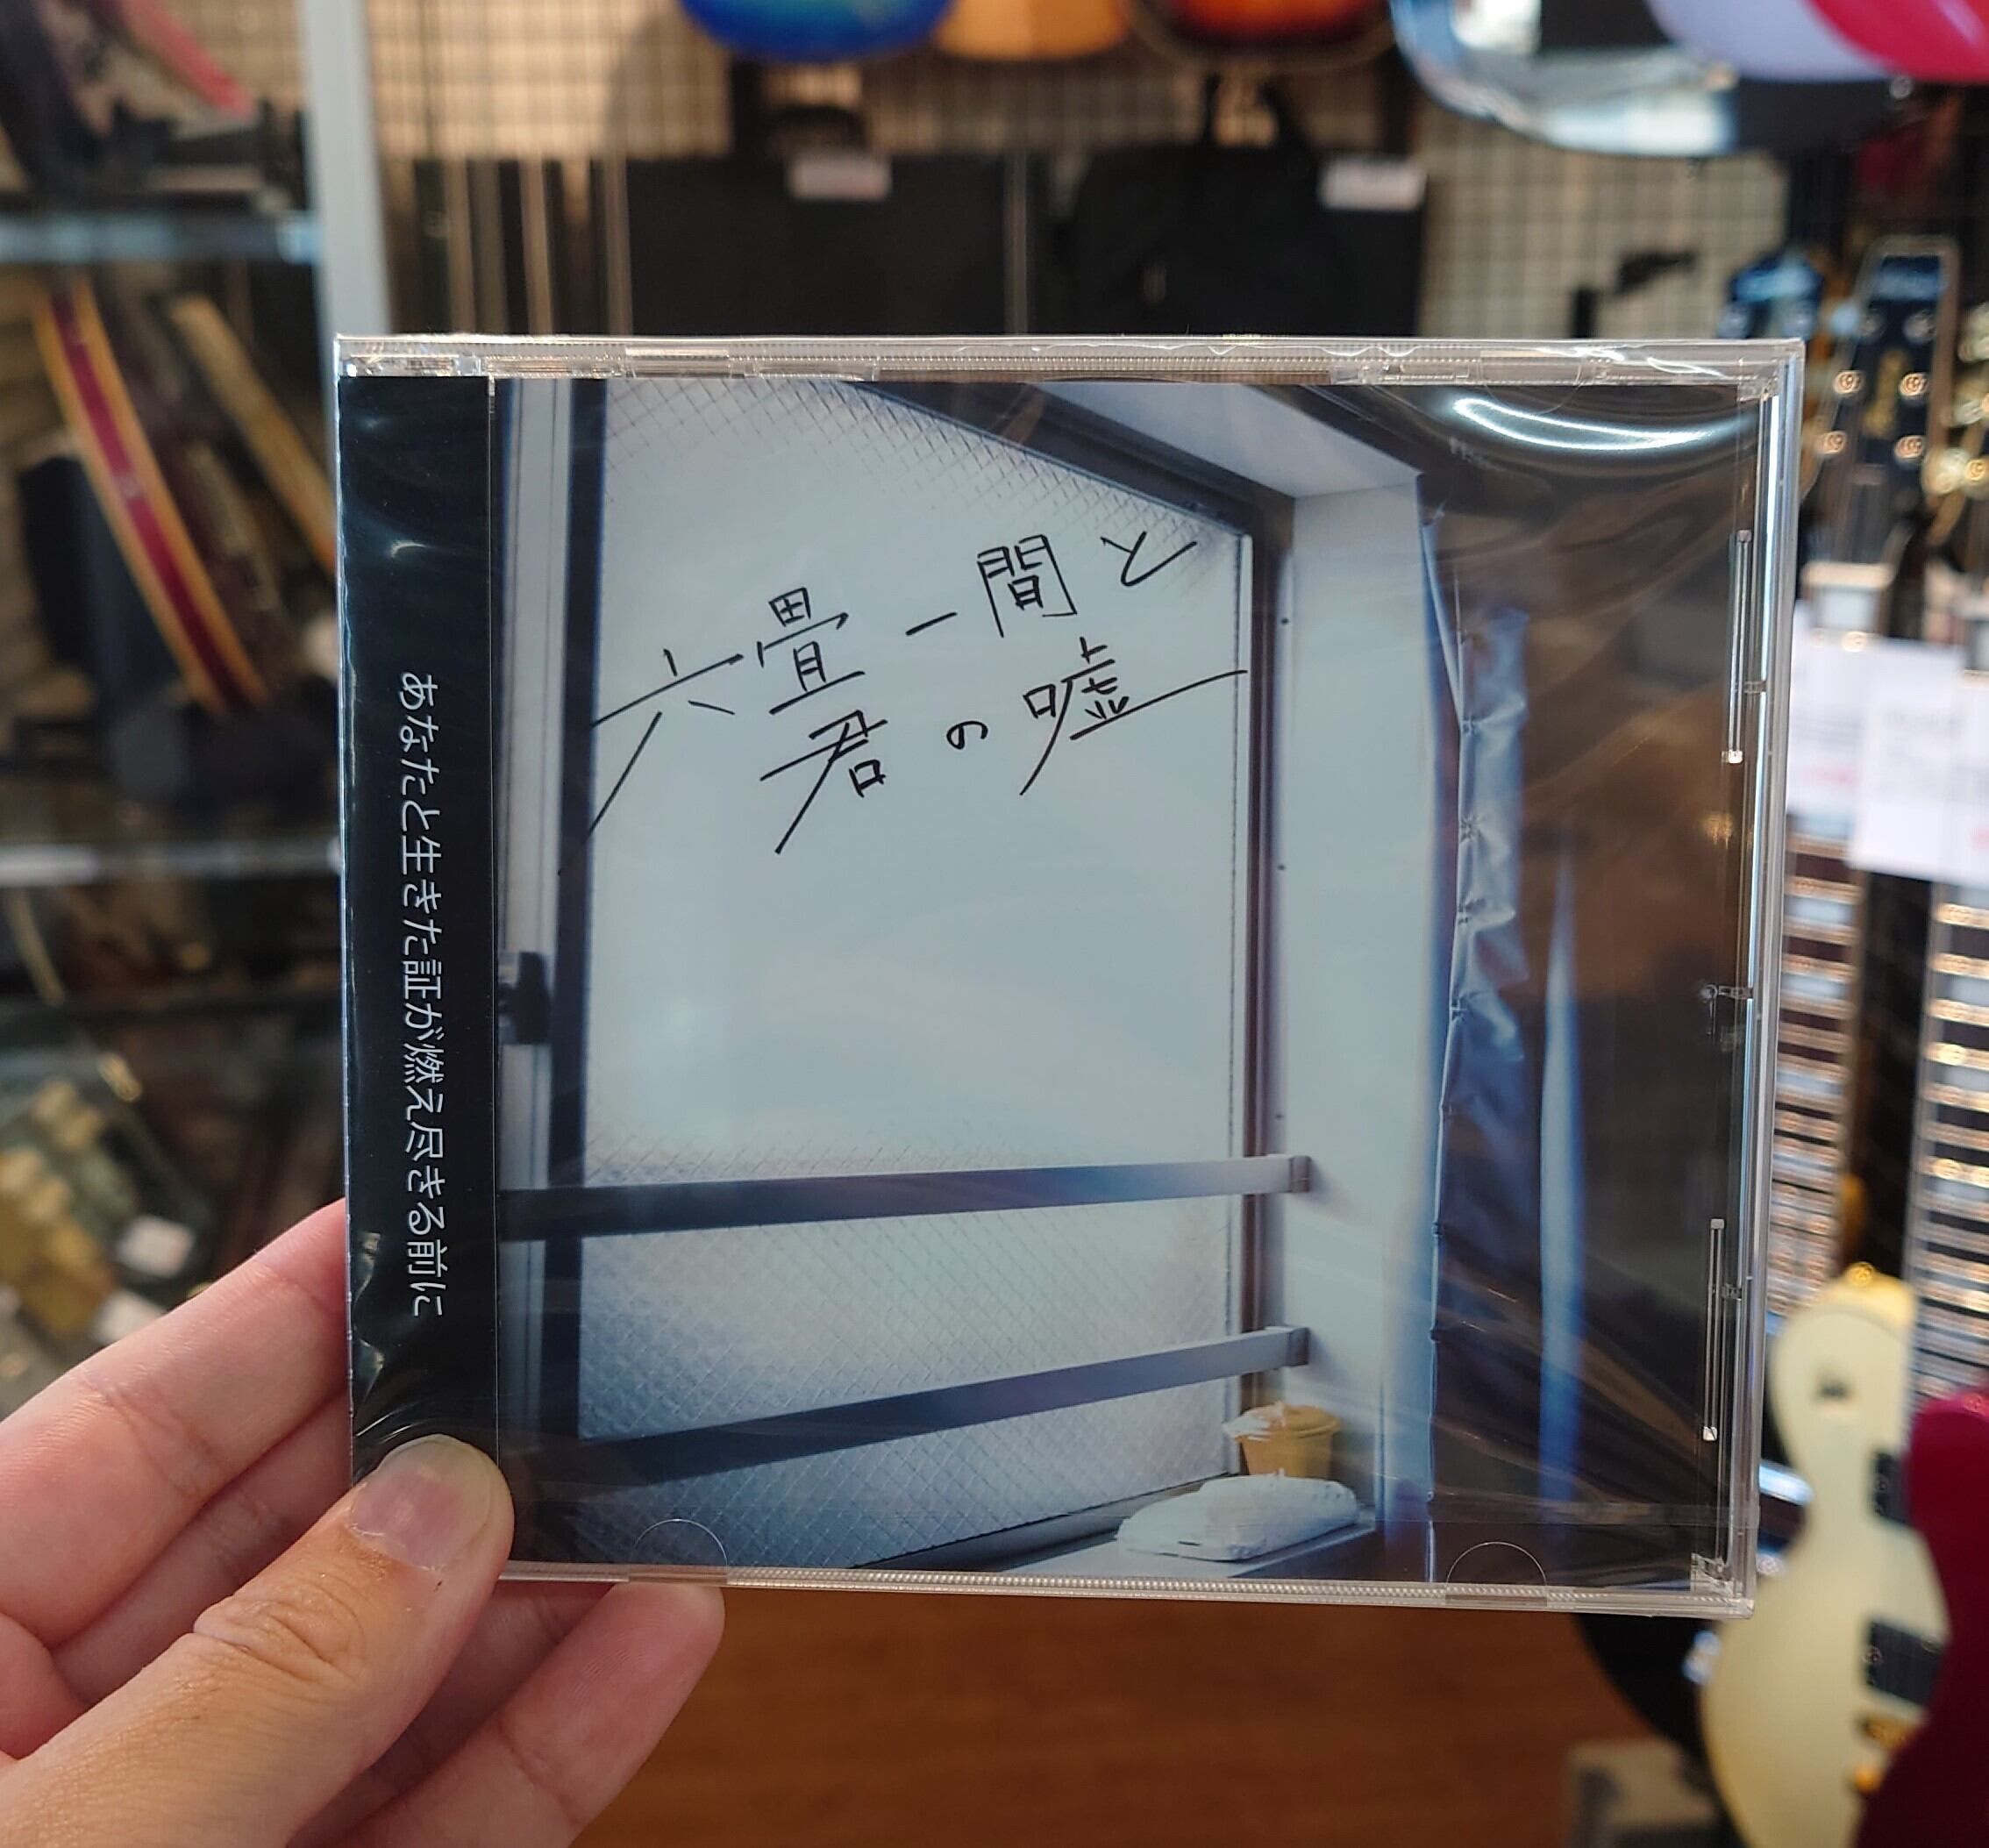 六畳一間と
君の嘘
あなたと生きた証が燃え尽きる前に